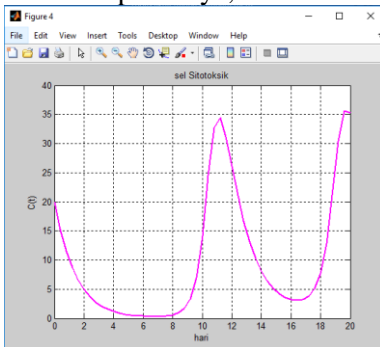 Figure 4
File Edit View Insert Tools Desktop Window Help
sel Sitotoksik
40
35
30
25
20
15
10
5
0
C(t)
0 2 4 6 8 10 12 14 16 18 20
hari